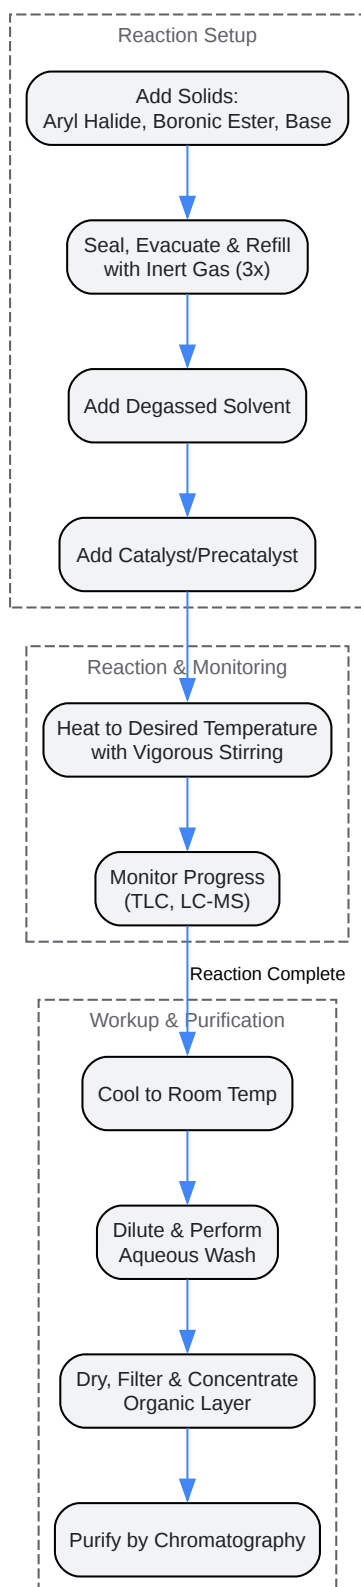 Reaction Setup
Add Solids:
Aryl Halide, Boronic Ester, Base
Seal, Evacuate & Refill
with Inert Gas (3x)
Add Degassed Solvent
Add Catalyst/Precatalyst
Reaction & Monitoring
Heat to Desired Temperature
with Vigorous Stirring
Monitor Progress
(TLC, LC-MS)
Reaction Complete
Workup & Purification
Cool to Room Temp
Dilute & Perform
Aqueous Wash
Dry, Filter & Concentrate
Organic Layer
Purify by Chromatography